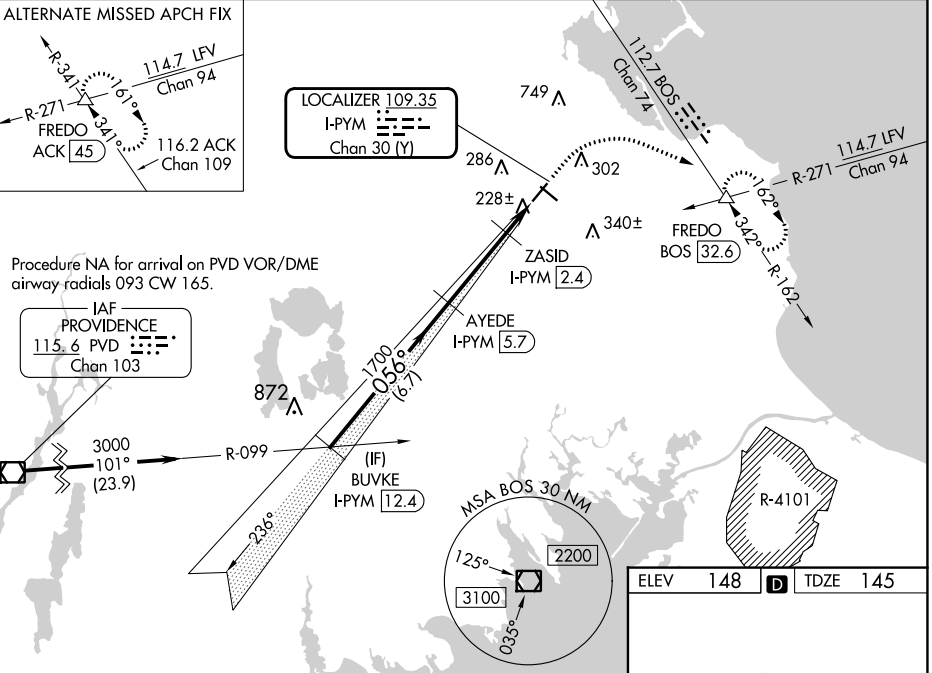 ALTERNATE MISSED APCH FIX
R-341
114.7 LFV
Chan 94
161°
R-271
341°
FREDO
ACK 45
116.2 ACK
Chan 109
LOCALIZER 109.35
I-PYM
Chan 30 (Y)
749
286
228±
302
340±
112.7 BOS
Chan 74
114.7 LFV
R-271
Chan 94
162°
FREDO
BOS 32.6
342°
R-162
ZASID
I-PYM 2.4
AYEDE
I-PYM 5.7
Procedure NA for arrival on PVD VOR/DME
airway radials 093 CW 165.
IAF
PROVIDENCE
115.6 PVD
Chan 103
872
1700
056°
(6.7)
3000
101°
(23.9)
R-099
(IF)
BUVKE
I-PYM 12.4
236°
MSA BOS 30 NM
125°
2200
3100
035°
R-4101
ELEV 148 D TDZE 145